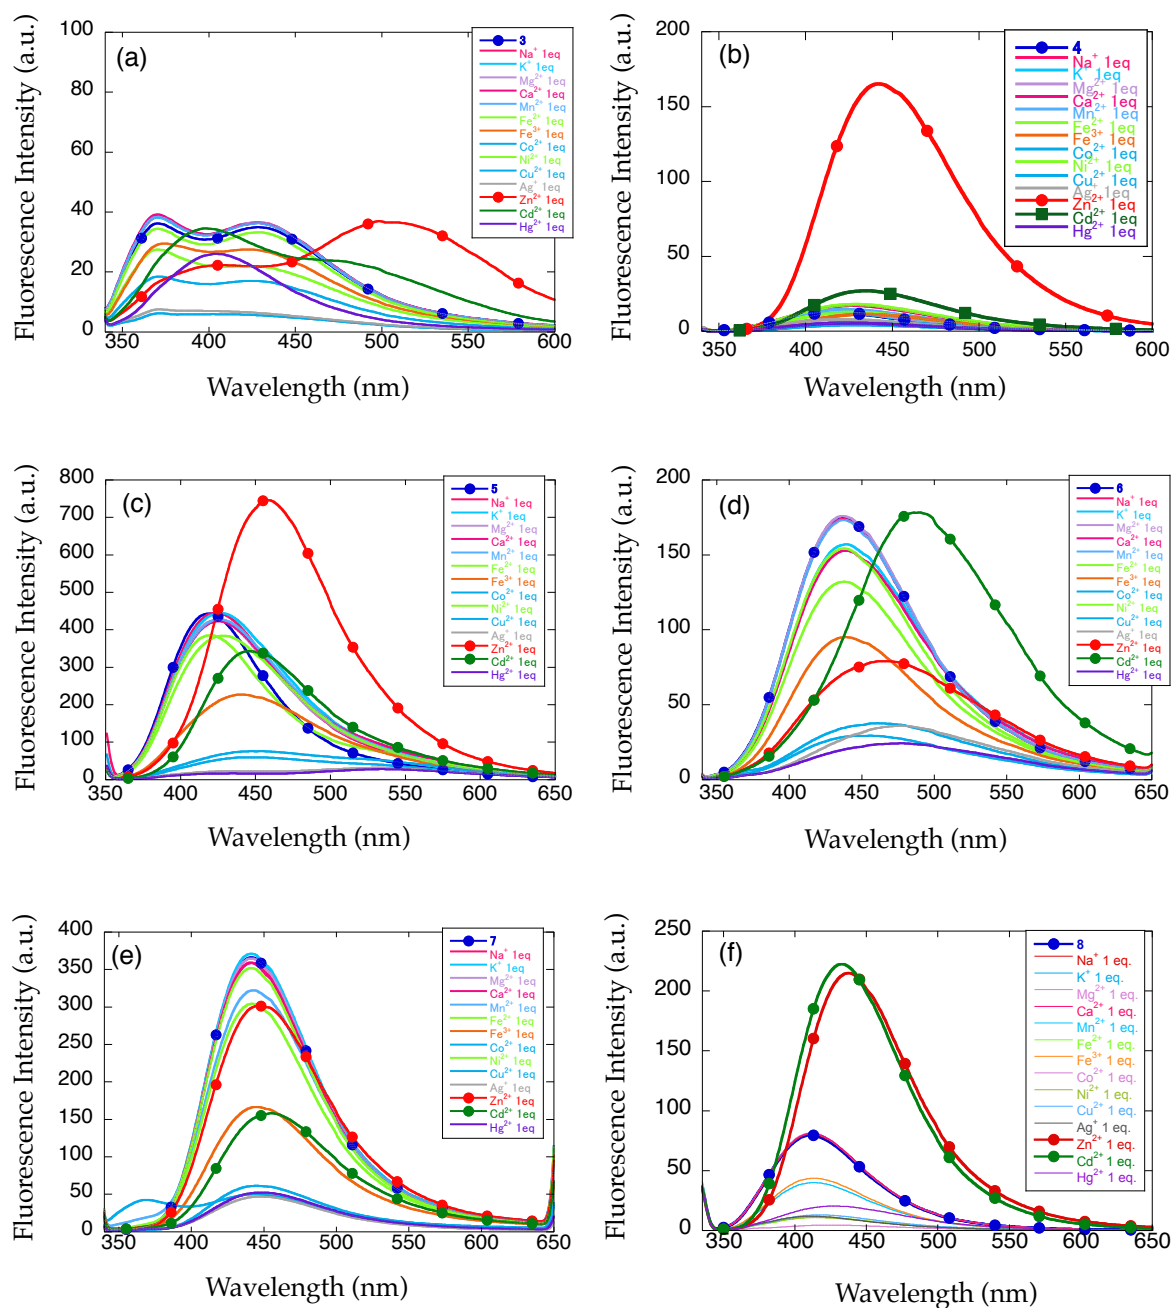 (a)
Fluorescence Intensity (a.u.)
100
80
60
40
20
0
350 400 450 500 550 600
Wavelength (nm)
3
Na⁺ 1eq
K⁺ 1eq
Mg²⁺ 1eq
Ca²⁺ 1eq
Mn²⁺ 1eq
Fe²⁺ 1eq
Fe³⁺ 1eq
Co²⁺ 1eq
Ni²⁺ 1eq
Cu²⁺ 1eq
Ag⁺ 1eq
Zn²⁺ 1eq
Cd²⁺ 1eq
Hg²⁺ 1eq
(b)
Fluorescence Intensity (a.u.)
200
150
100
50
0
350 400 450 500 550 600
Wavelength (nm)
4
Na⁺ 1eq
K⁺ 1eq
Mg²⁺ 1eq
Ca²⁺ 1eq
Mn²⁺ 1eq
Fe²⁺ 1eq
Fe³⁺ 1eq
Co²⁺ 1eq
Ni²⁺ 1eq
Cu²⁺ 1eq
Ag⁺ 1eq
Zn²⁺ 1eq
Cd²⁺ 1eq
Hg²⁺ 1eq
(c)
Fluorescence Intensity (a.u.)
800
700
600
500
400
300
200
100
0
350 400 450 500 550 600 650
Wavelength (nm)
5
Na⁺ 1eq
K⁺ 1eq
Mg²⁺ 1eq
Ca²⁺ 1eq
Mn²⁺ 1eq
Fe²⁺ 1eq
Fe³⁺ 1eq
Co²⁺ 1eq
Ni²⁺ 1eq
Cu²⁺ 1eq
Ag⁺ 1eq
Zn²⁺ 1eq
Cd²⁺ 1eq
Hg²⁺ 1eq
(d)
Fluorescence Intensity (a.u.)
200
150
100
50
0
350 400 450 500 550 600 650
Wavelength (nm)
6
Na⁺ 1eq
K⁺ 1eq
Mg²⁺ 1eq
Ca²⁺ 1eq
Mn²⁺ 1eq
Fe²⁺ 1eq
Fe³⁺ 1eq
Co²⁺ 1eq
Ni²⁺ 1eq
Cu²⁺ 1eq
Ag⁺ 1eq
Zn²⁺ 1eq
Cd²⁺ 1eq
Hg²⁺ 1eq
(e)
Fluorescence Intensity (a.u.)
400
350
300
250
200
150
100
50
0
350 400 450 500 550 600 650
Wavelength (nm)
7
Na⁺ 1eq
K⁺ 1eq
Mg²⁺ 1eq
Ca²⁺ 1eq
Mn²⁺ 1eq
Fe²⁺ 1eq
Fe³⁺ 1eq
Co²⁺ 1eq
Ni²⁺ 1eq
Cu²⁺ 1eq
Ag⁺ 1eq
Zn²⁺ 1eq
Cd²⁺ 1eq
Hg²⁺ 1eq
(f)
Fluorescence Intensity (a.u.)
250
200
150
100
50
0
350 400 450 500 550 600 650
Wavelength (nm)
8
Na⁺ 1 eq.
K⁺ 1 eq.
Mg²⁺ 1 eq.
Ca²⁺ 1 eq.
Mn²⁺ 1 eq.
Fe²⁺ 1 eq.
Fe³⁺ 1 eq.
Co²⁺ 1 eq.
Ni²⁺ 1 eq.
Cu²⁺ 1 eq.
Ag⁺ 1 eq.
Zn²⁺ 1 eq.
Cd²⁺ 1 eq.
Hg²⁺ 1 eq.